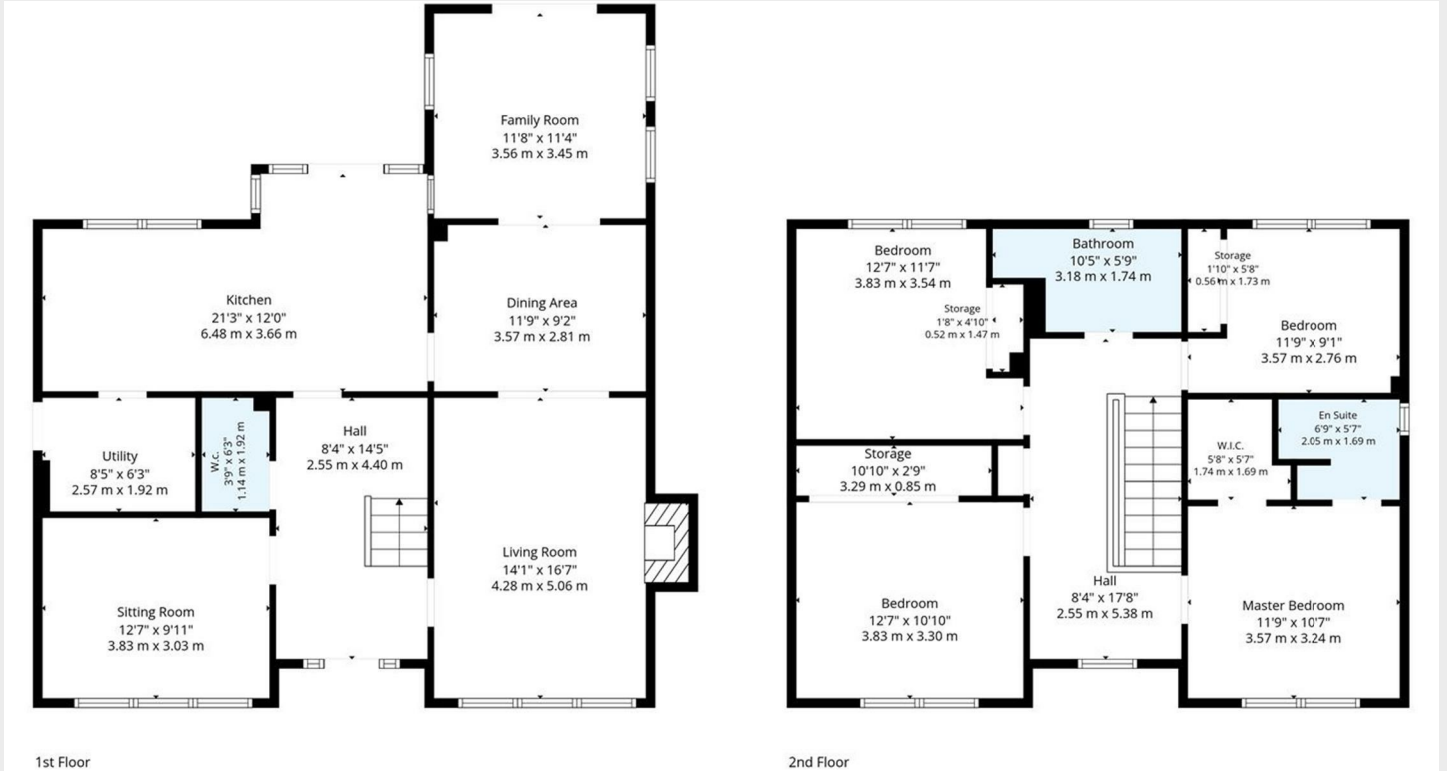 Family Room
11'8" x 11'4"
3.56 m x 3.45 m
Kitchen
21'3" x 12'0"
6.48 m x 3.66 m
Dining Area
11'9" x 9'2"
3.57 m x 2.81 m
Utility
8'5" x 6'3"
2.57 m x 1.92 m
W.c.
3'9" x 6'3"
1.14 m x 1.92 m
Hall
8'4" x 14'5"
2.55 m x 4.40 m
Living Room
14'1" x 16'7"
4.28 m x 5.06 m
Sitting Room
12'7" x 9'11"
3.83 m x 3.03 m
1st Floor
Bedroom
12'7" x 11'7"
3.83 m x 3.54 m
Bathroom
10'5" x 5'9"
3.18 m x 1.74 m
Storage
1'10" x 5'8"
0.56 m x 1.73 m
Storage
1'8" x 4'10"
0.52 m x 1.47 m
Bedroom
11'9" x 9'1"
3.57 m x 2.76 m
En Suite
6'9" x 5'7"
2.05 m x 1.69 m
W.I.C.
5'8" x 5'7"
1.74 m x 1.69 m
Storage
10'10" x 2'9"
3.29 m x 0.85 m
Hall
8'4" x 17'8"
2.55 m x 5.38 m
Bedroom
12'7" x 10'10"
3.83 m x 3.30 m
Master Bedroom
11'9" x 10'7"
3.57 m x 3.24 m
2nd Floor